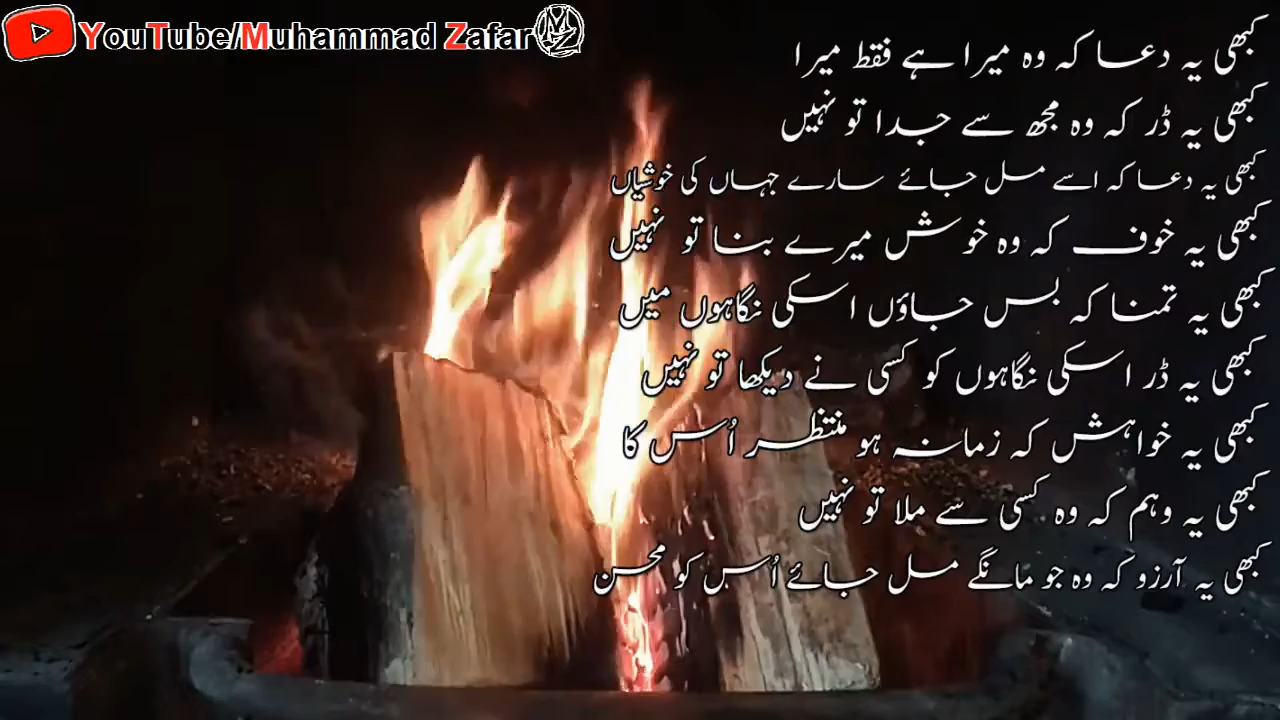 YouTube/Muhammad Zafar
کبھی یہ دعا کہ وہ میرا ہے فقط میرا
کبھی یہ ڈر کہ وہ مجھ سے جدا تو نہیں
کبھی یہ دعا کہ اسے مل جائے سارے جہاں کی خوشیاں
کبھی یہ خوف کہ وہ خوش میرے بنا تو نہیں
کبھی یہ تمنا کہ بس جاؤں اسکی نگاہوں میں
کبھی یہ ڈر اسکی نگاہوں کو کسی نے دیکھا تو نہیں
کبھی یہ خواہش کہ زمانہ ہو منتظر اُس کا
کبھی یہ وہم کہ وہ کسی سے ملا تو نہیں
کبھی یہ آرزو کہ وہ جو مانگے مل جائے اُس کو محسن